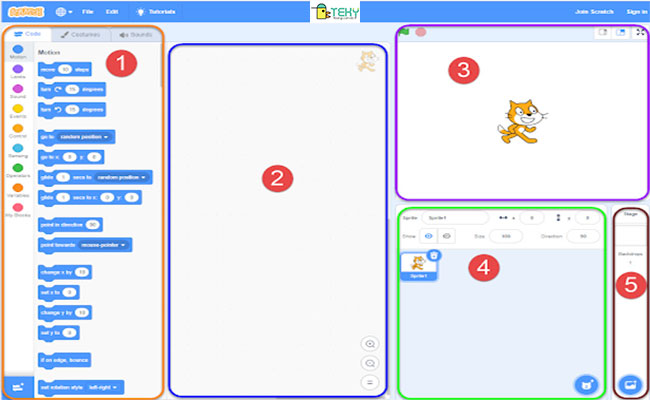 SCRATCH
File Edit Tutorials
TEKY
Join Scratch Sign in
Code Costumes Sounds
Motion
Looks
Sound
Events
Control
Sensing
Operators
Variables
My Blocks
Motion
1
move 10 steps
turn 15 degrees
turn 15 degrees
go to random position
go to x: 0 y: 0
glide 1 secs to random position
glide 1 secs to x: 0 y: 0
point in direction 90
point towards mouse-pointer
change x by 10
set x to 0
change y by 10
set y to 0
if on edge, bounce
set rotation style left-right
2
3
Sprite Sprite1 x 0 y 0
Show Size 100 Direction 90
Sprite1
4
Stage
Backdrops
1
5